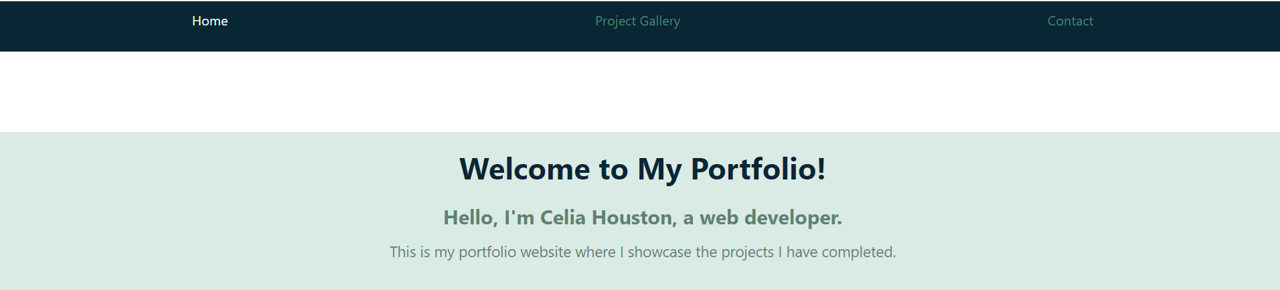 Home Project Gallery Contact
Welcome to My Portfolio!
Hello, I'm Celia Houston, a web developer.
This is my portfolio website where I showcase the projects I have completed.